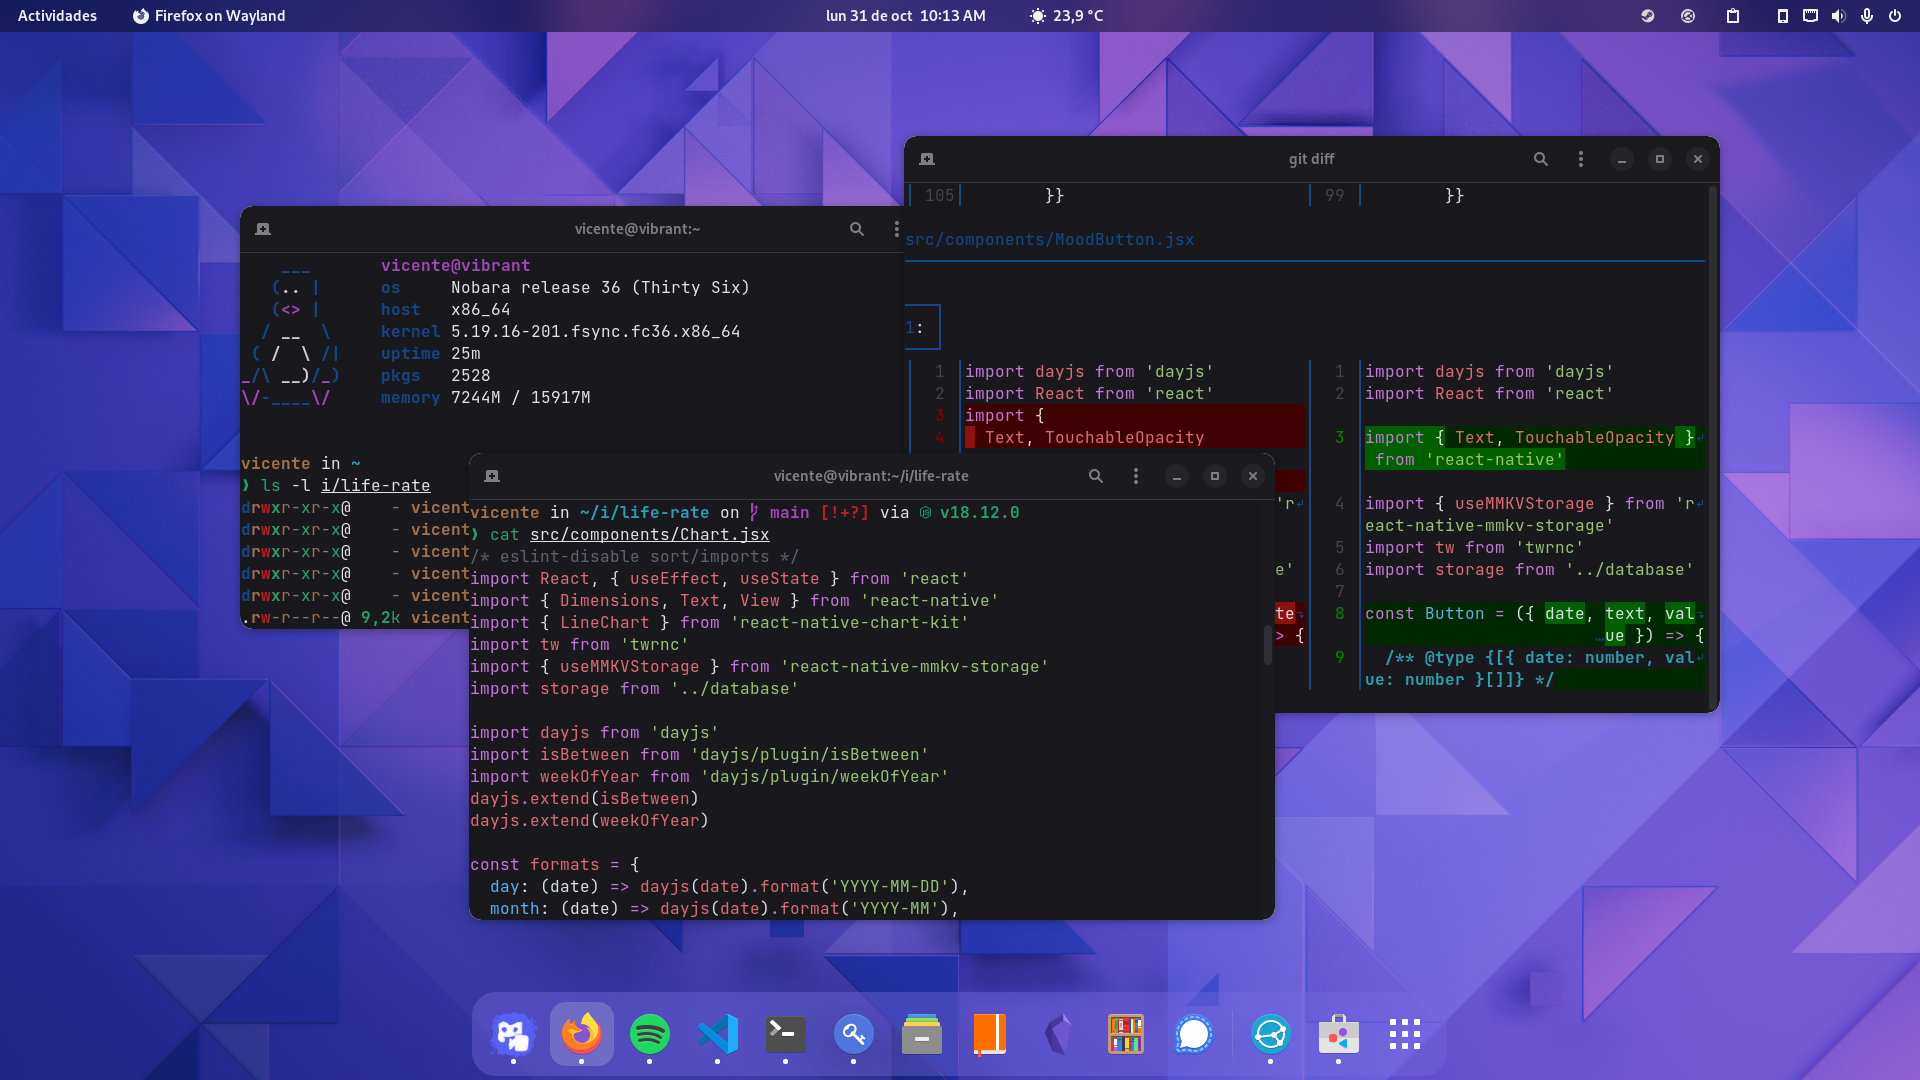 Actividades
Firefox on Wayland
lun 31 de oct 10:13 AM
23,9 °C
git diff
105 }} 99 }}
src/components/MoodButton.jsx
1:
1 import dayjs from 'dayjs'
2 import React from 'react'
3 import {
4 Text, TouchableOpacity
'r
e'
te
> {
1 import dayjs from 'dayjs'
2 import React from 'react'
3 import { Text, TouchableOpacity }
from 'react-native'
4 import { useMMKVStorage } from 'r
eact-native-mmkv-storage'
5 import tw from 'twrnc'
6 import storage from '../database'
7
8 const Button = ({ date, text, val
…ue }) => {
9 /** @type {[{ date: number, val
ue: number }[]]} */
vicente@vibrant:~
___ vicente@vibrant
(.. | os Nobara release 36 (Thirty Six)
(<> | host x86_64
/ __ \ kernel 5.19.16-201.fsync.fc36.x86_64
( / \ /| uptime 25m
_/\ __)/_) pkgs 2528
\/-____\/ memory 7244M / 15917M
vicente in ~
❯ ls -l i/life-rate
drwxr-xr-x@ - vicent
drwxr-xr-x@ - vicent
drwxr-xr-x@ - vicent
drwxr-xr-x@ - vicent
drwxr-xr-x@ - vicent
.rw-r--r--@ 9,2k vicent
vicente@vibrant:~/i/life-rate
vicente in ~/i/life-rate on main [!+?] via v18.12.0
❯ cat src/components/Chart.jsx
/* eslint-disable sort/imports */
import React, { useEffect, useState } from 'react'
import { Dimensions, Text, View } from 'react-native'
import { LineChart } from 'react-native-chart-kit'
import tw from 'twrnc'
import { useMMKVStorage } from 'react-native-mmkv-storage'
import storage from '../database'
import dayjs from 'dayjs'
import isBetween from 'dayjs/plugin/isBetween'
import weekOfYear from 'dayjs/plugin/weekOfYear'
dayjs.extend(isBetween)
dayjs.extend(weekOfYear)
const formats = {
day: (date) => dayjs(date).format('YYYY-MM-DD'),
month: (date) => dayjs(date).format('YYYY-MM'),